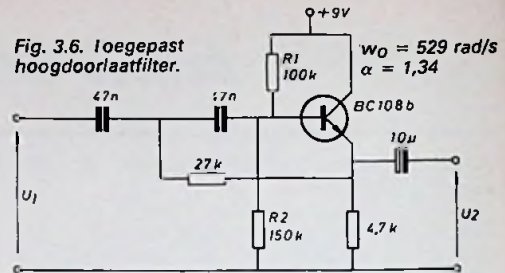 +9V
Fig. 3.6. Toegepast
hoogdoorlaatfilter.
w0 = 529 rad/s
α = 1,34
R1
100k
47n
47n
BC108b
10µ
27k
U1
R2
150k
4,7k
U2